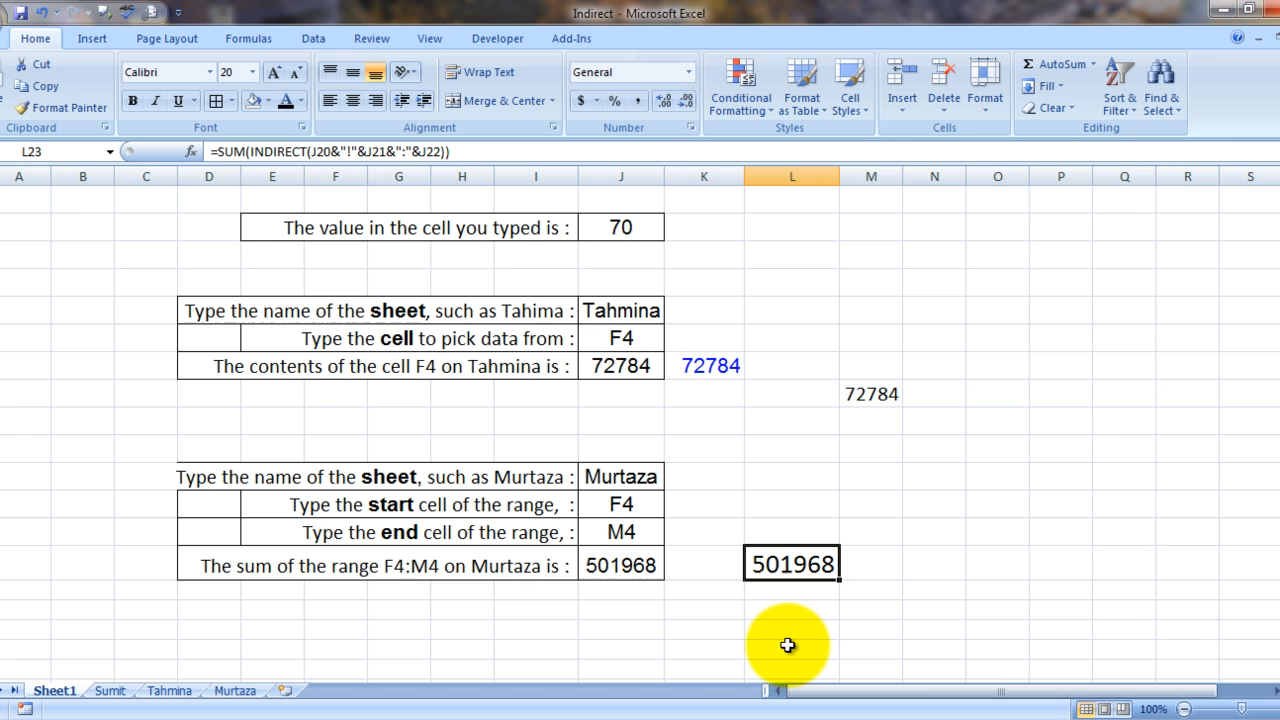 Indirect - Microsoft Excel
Home Insert Page Layout Formulas Data Review View Developer Add-Ins
Cut
Copy
Format Painter
Clipboard
Calibri 20 A A
B I U A
Font
Wrap Text
Merge & Center
Alignment
General
$ % ,
Number
Conditional Formatting
Format as Table
Cell Styles
Styles
Insert Delete Format
Cells
Σ AutoSum
Fill
Clear
Sort & Filter
Find & Select
Editing
L23 fx =SUM(INDIRECT(J20&"!"&J21&":"&J22))
A B C D E F G H I J K L M N O P Q R S
The value in the cell you typed is : 70
Type the name of the sheet, such as Tahima : Tahmina
Type the cell to pick data from : F4
The contents of the cell F4 on Tahmina is : 72784 72784
72784
Type the name of the sheet, such as Murtaza : Murtaza
Type the start cell of the range, : F4
Type the end cell of the range, : M4
The sum of the range F4:M4 on Murtaza is : 501968 501968
Sheet1 Sumit Tahmina Murtaza
100%